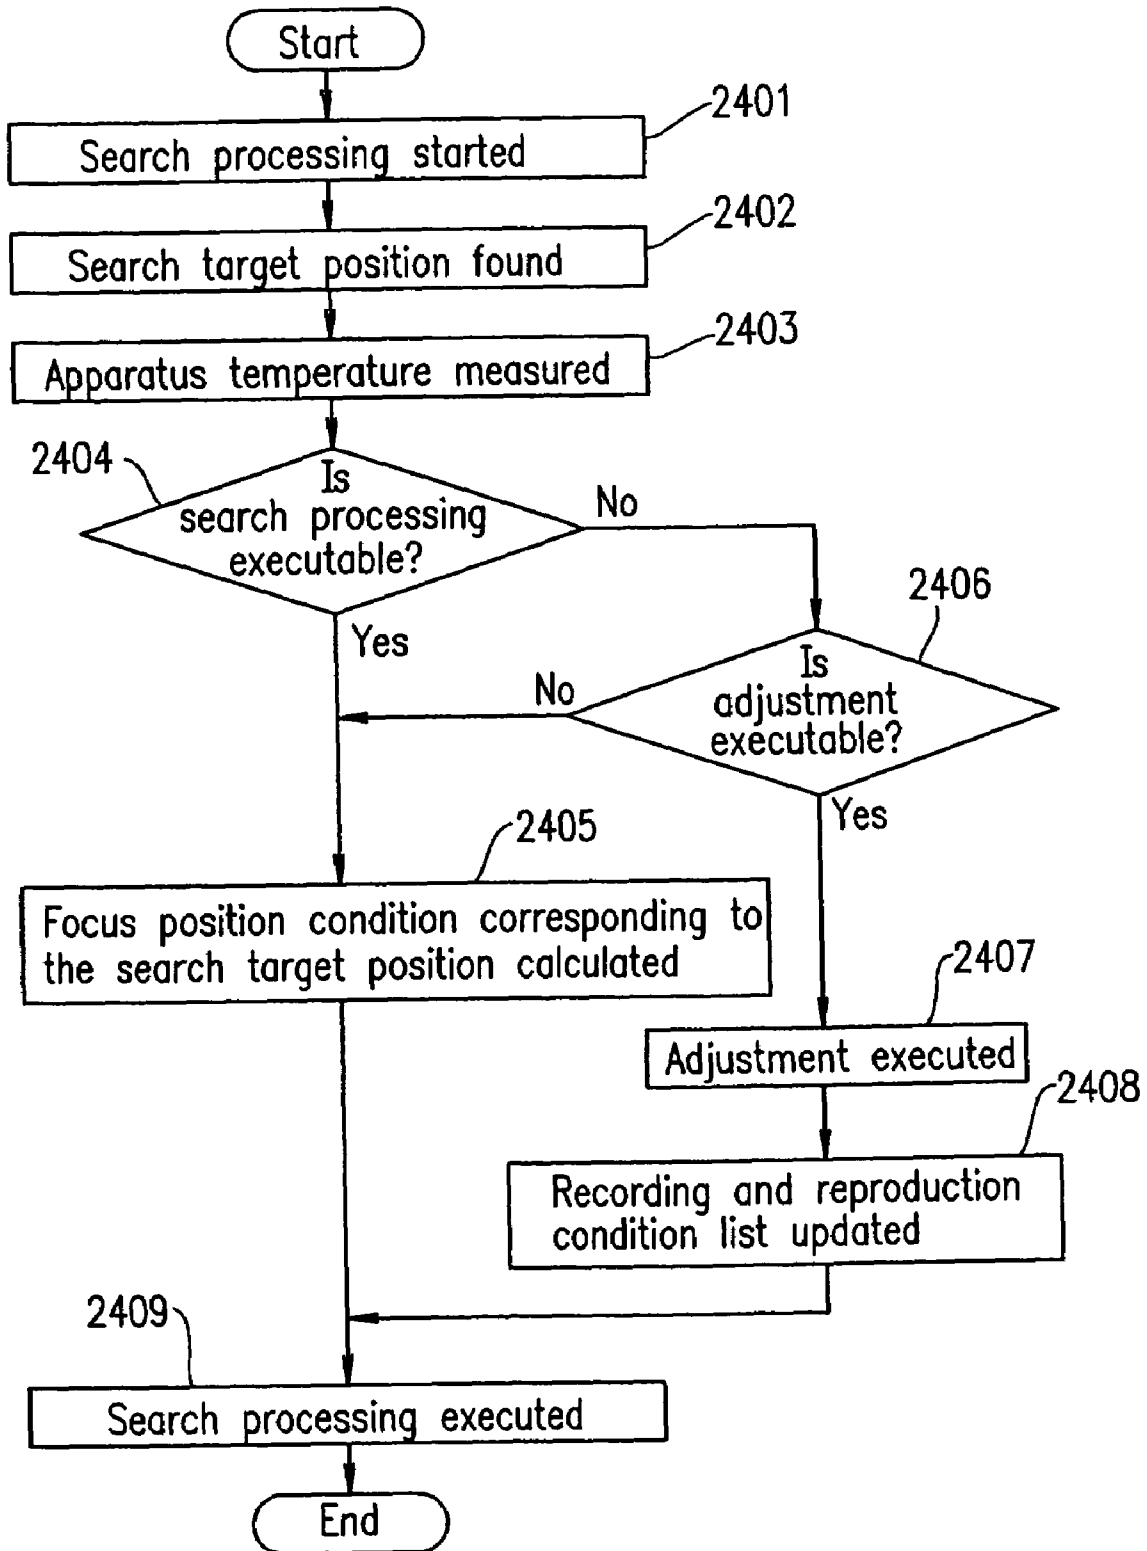 Start
2401
Search processing started
2402
Search target position found
2403
Apparatus temperature measured
2404
Is
search processing
executable?
No
Yes
2406
Is
adjustment
executable?
No
Yes
2405
Focus position condition corresponding to
the search target position calculated
2407
Adjustment executed
2408
Recording and reproduction
condition list updated
2409
Search processing executed
End